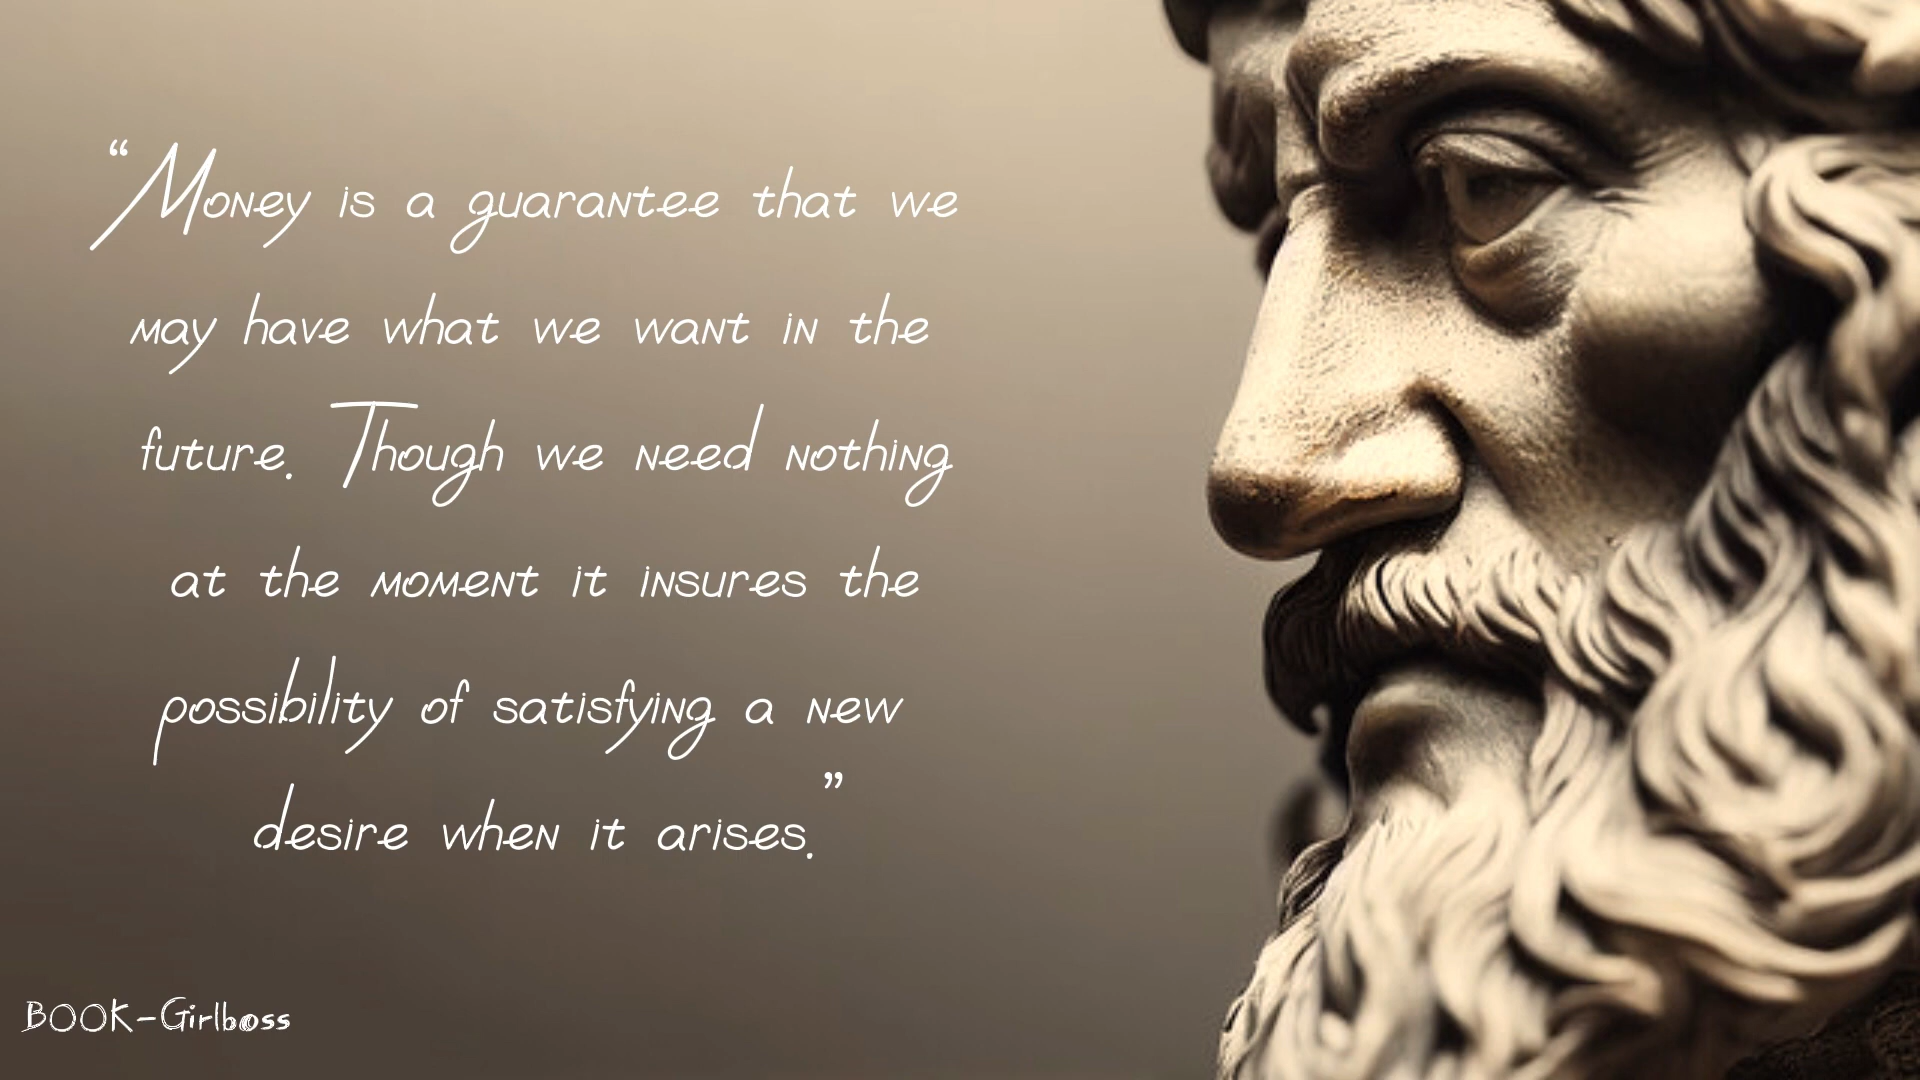 “Money is a guarantee that we
may have what we want in the
future. Though we need nothing
at the moment it insures the
possibility of satisfying a new
desire when it arises.”
BOOK-Girlboss